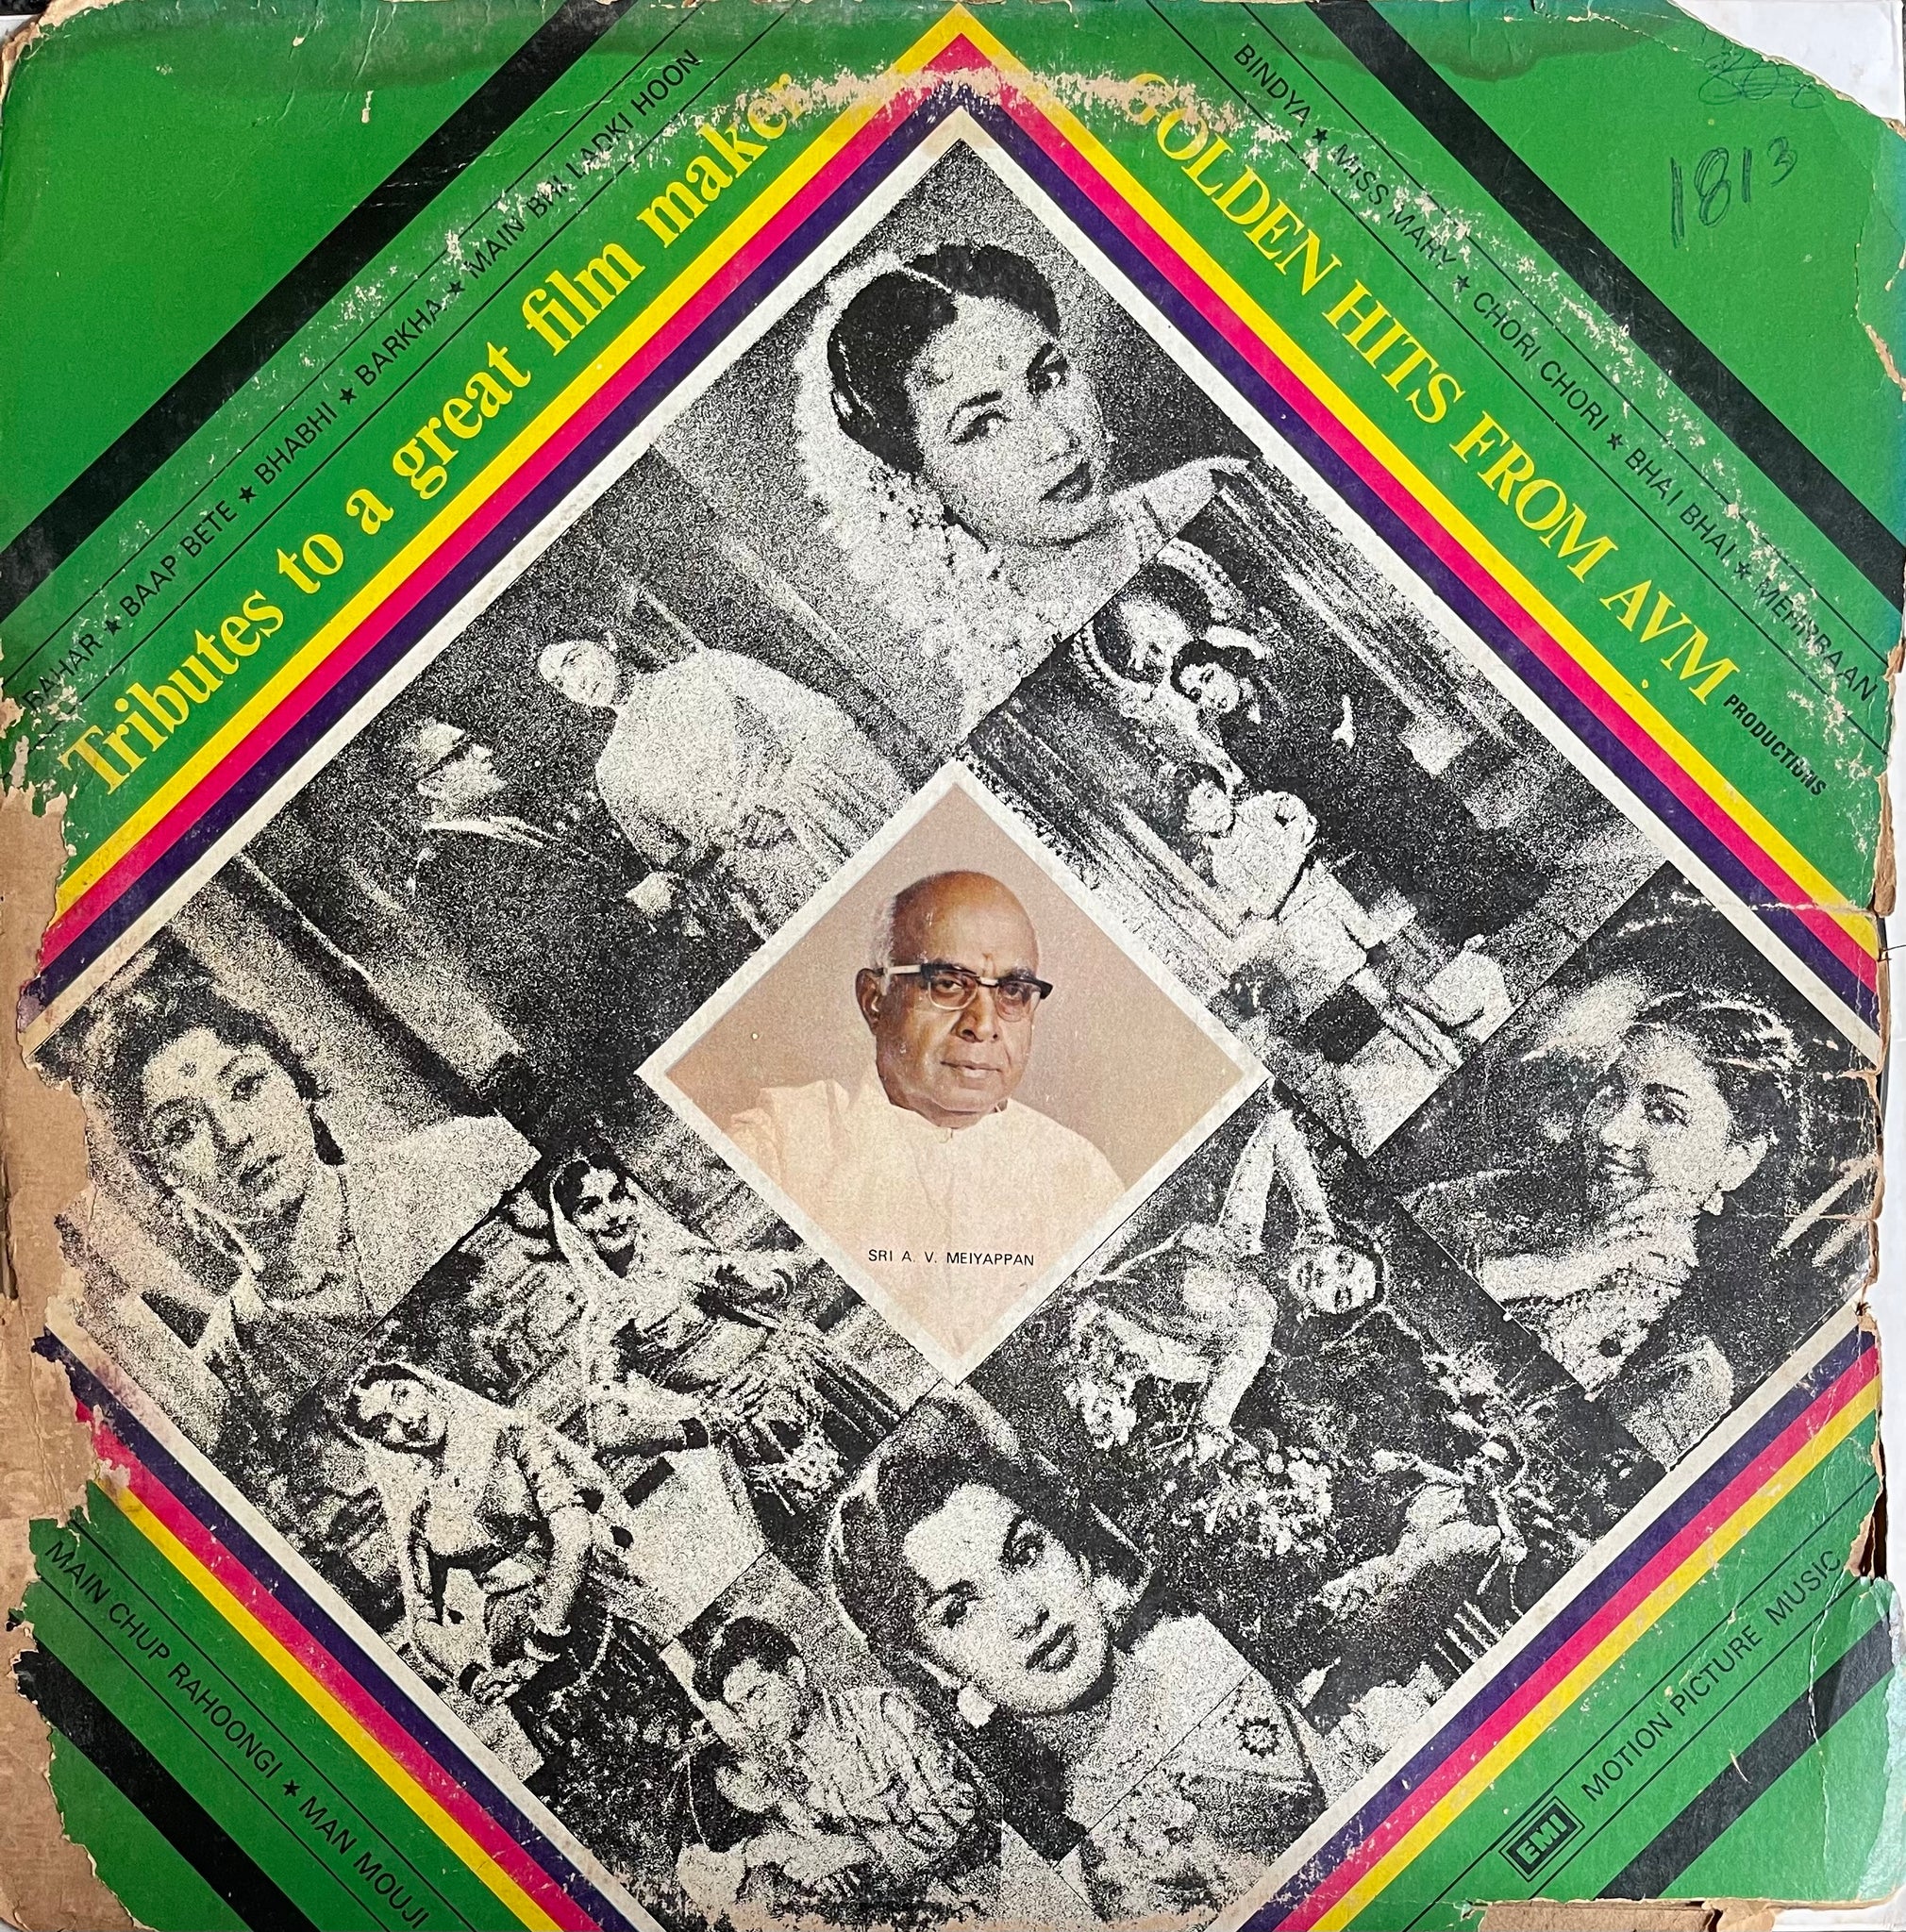 BAHAR ★ BAAP BETE ★ BHABHI ★ BARKHA ★ MAIN BHI LADKI HOON
Tributes to a great film maker
BINDYA ★ MISS MARY ★ CHORI CHORI ★ BHAI BHAI ★ MEHRBAAN
GOLDEN HITS FROM AVM PRODUCTIONS
1813
SRI A. V. MEIYAPPAN
MAIN CHUP RAHOONGI ★ MAN MOUJI
EMI MOTION PICTURE MUSIC